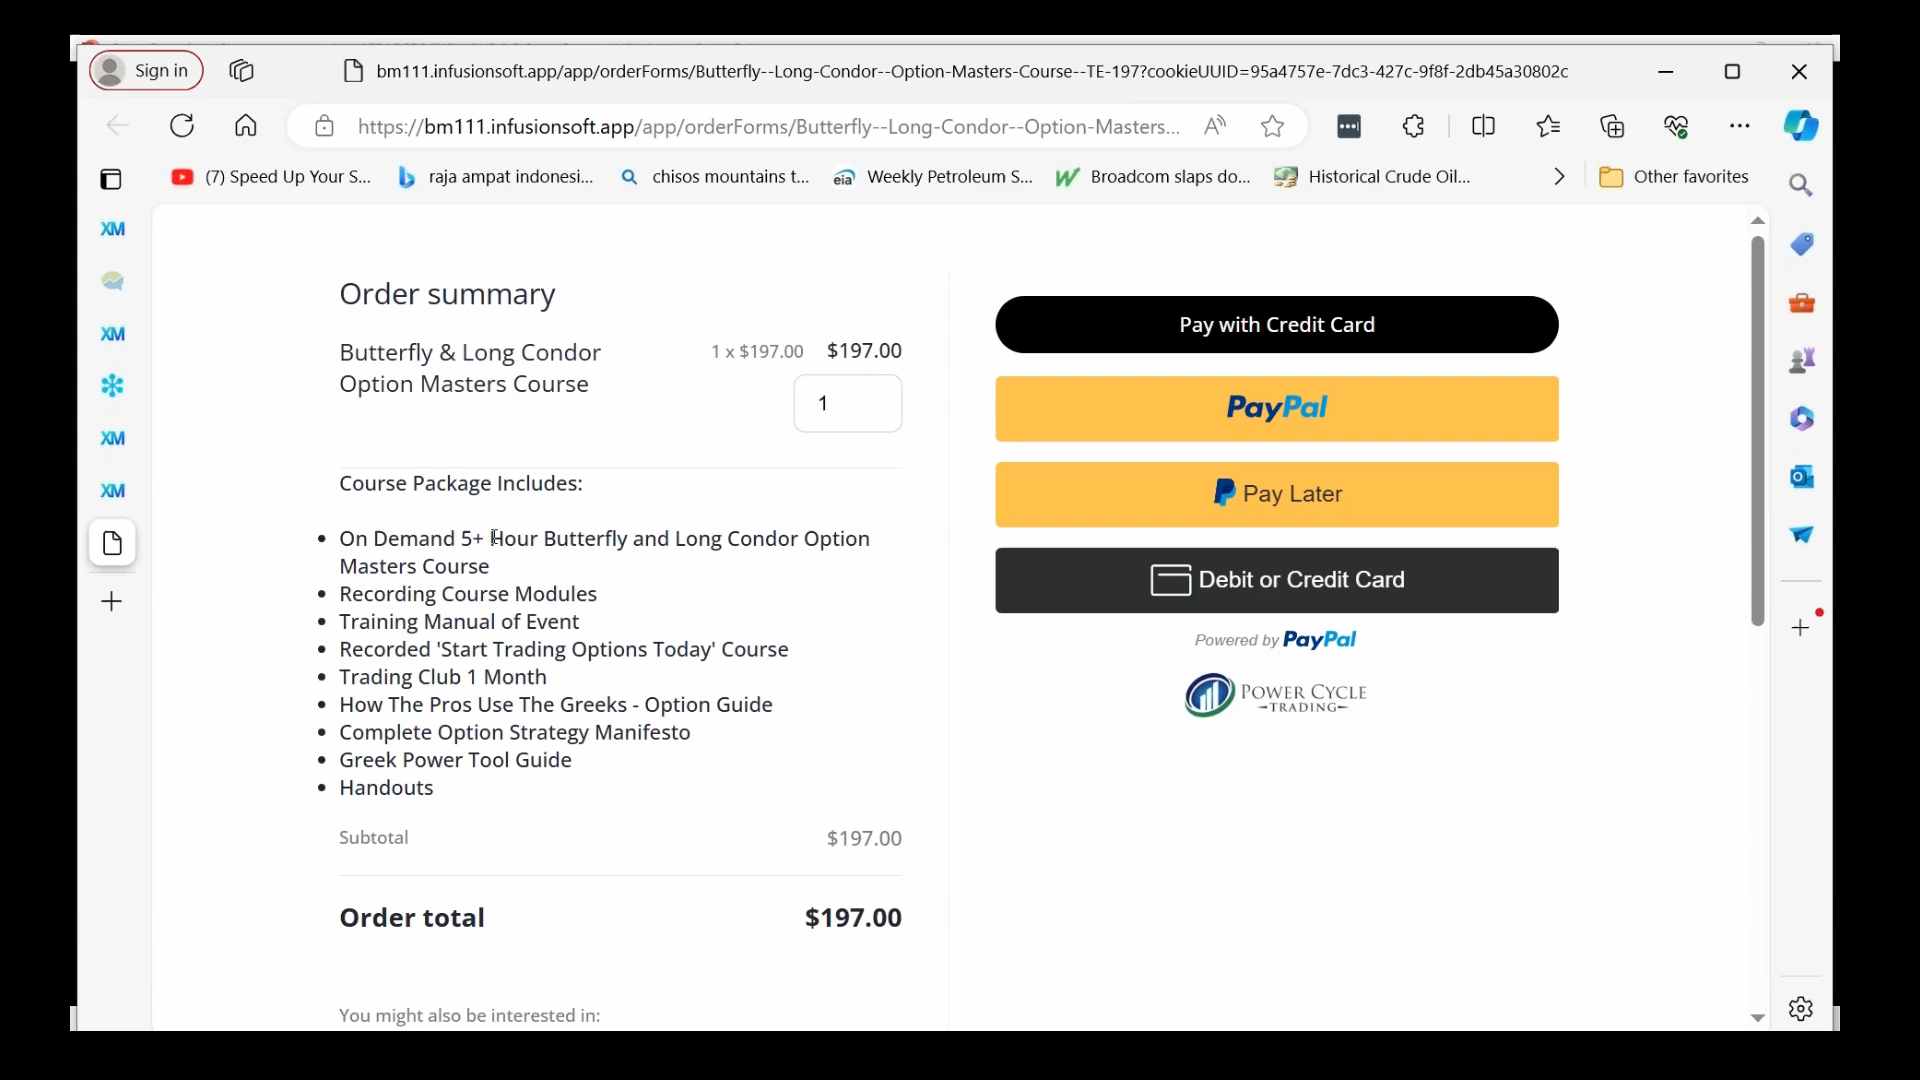 Sign in
bm111.infusionsoft.app/app/orderForms/Butterfly--Long-Condor--Option-Masters-Course--TE-197?cookieUUID=95a4757e-7dc3-427c-9f8f-2db45a30802c
https://bm111.infusionsoft.app/app/orderForms/Butterfly--Long-Condor--Option-Masters...
(7) Speed Up Your S...
raja ampat indonesi...
chisos mountains t...
eia Weekly Petroleum S...
Broadcom slaps do...
Historical Crude Oil...
Other favorites
XM
XM
XM
XM
Order summary
Butterfly & Long Condor
Option Masters Course
1 x $197.00 $197.00
1
Course Package Includes:
• On Demand 5+ Hour Butterfly and Long Condor Option
Masters Course
• Recording Course Modules
• Training Manual of Event
• Recorded 'Start Trading Options Today' Course
• Trading Club 1 Month
• How The Pros Use The Greeks - Option Guide
• Complete Option Strategy Manifesto
• Greek Power Tool Guide
• Handouts
Subtotal $197.00
Order total $197.00
You might also be interested in:
Pay with Credit Card
PayPal
Pay Later
Debit or Credit Card
Powered by PayPal
POWER CYCLE
-TRADING-